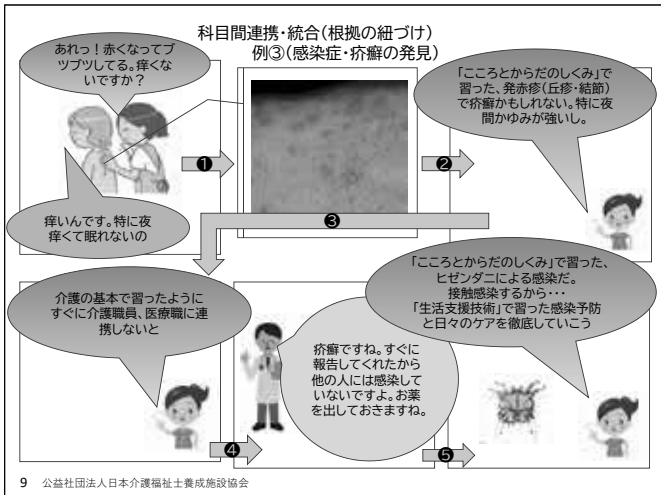 科目間連携・統合(根拠の紐づけ)
例③(感染症・疥癬の発見)
あれっ！赤くなってブ
ツブツしてる。痒くな
いですか？
痒いんです。特に夜
痒くて眠れないの
❶
「こころとからだのしくみ」で
習った、発赤疹(丘疹・結節)
で疥癬かもしれない。特に夜
間かゆみが強いし。
❷
❸
介護の基本で習ったように
すぐに介護職員、医療職に連
携しないと
❹
疥癬ですね。すぐに
報告してくれたから
他の人には感染して
いないですよ。お薬
を出しておきますね。
❺
「こころとからだのしくみ」で習った、
ヒゼンダニによる感染だ。
接触感染するから・・・
「生活支援技術」で習った感染予防
と日々のケアを徹底していこう
9 公益社団法人日本介護福祉士養成施設協会